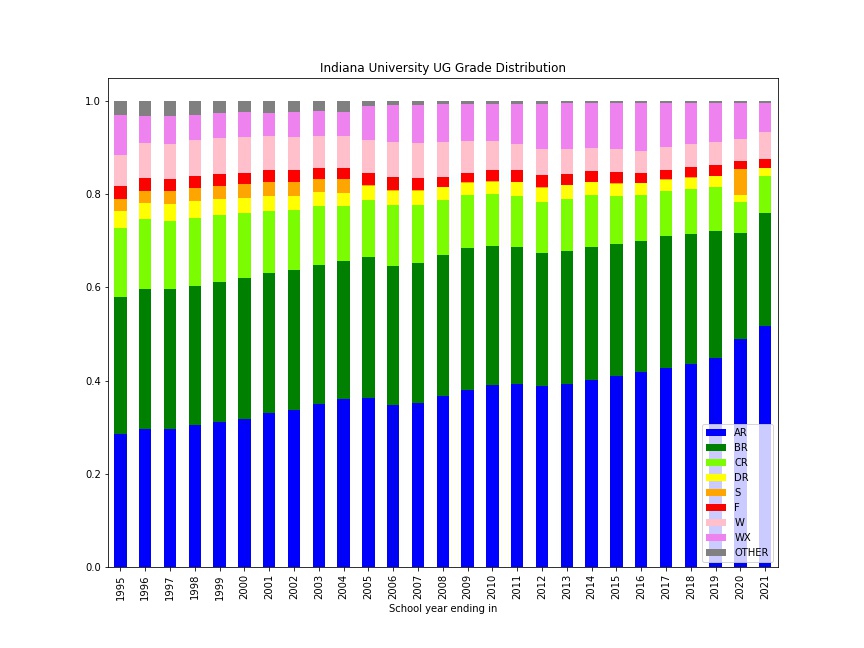 Indiana University UG Grade Distribution
1.0
0.8
0.6
0.4
0.2
0.0
AR
BR
CR
DR
S
F
W
WX
OTHER
1995 1996 1997 1998 1999 2000 2001 2002 2003 2004 2005 2006 2007 2008 2009 2010 2011 2012 2013 2014 2015 2016 2017 2018 2019 2020 2021
School year ending in